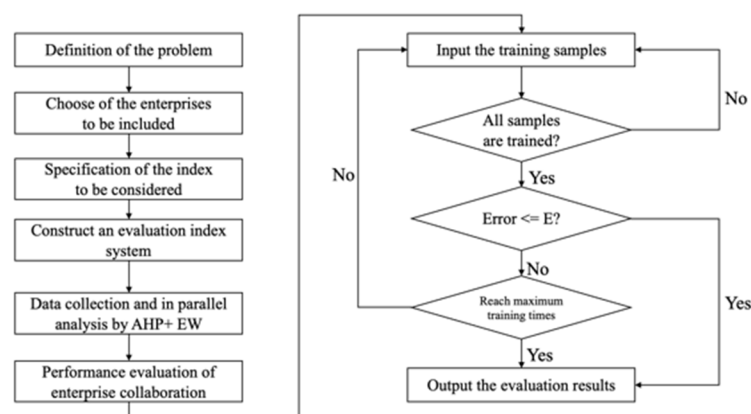 Definition of the problem
Choose of the enterprises
to be included
Specification of the index
to be considered
Construct an evaluation index
system
Data collection and in parallel
analysis by AHP+ EW
Performance evaluation of
enterprise collaboration
Input the training samples
No
All samples
are trained?
No
Yes
Error <= E?
No
Yes
Reach maximum
training times
Yes
Output the evaluation results